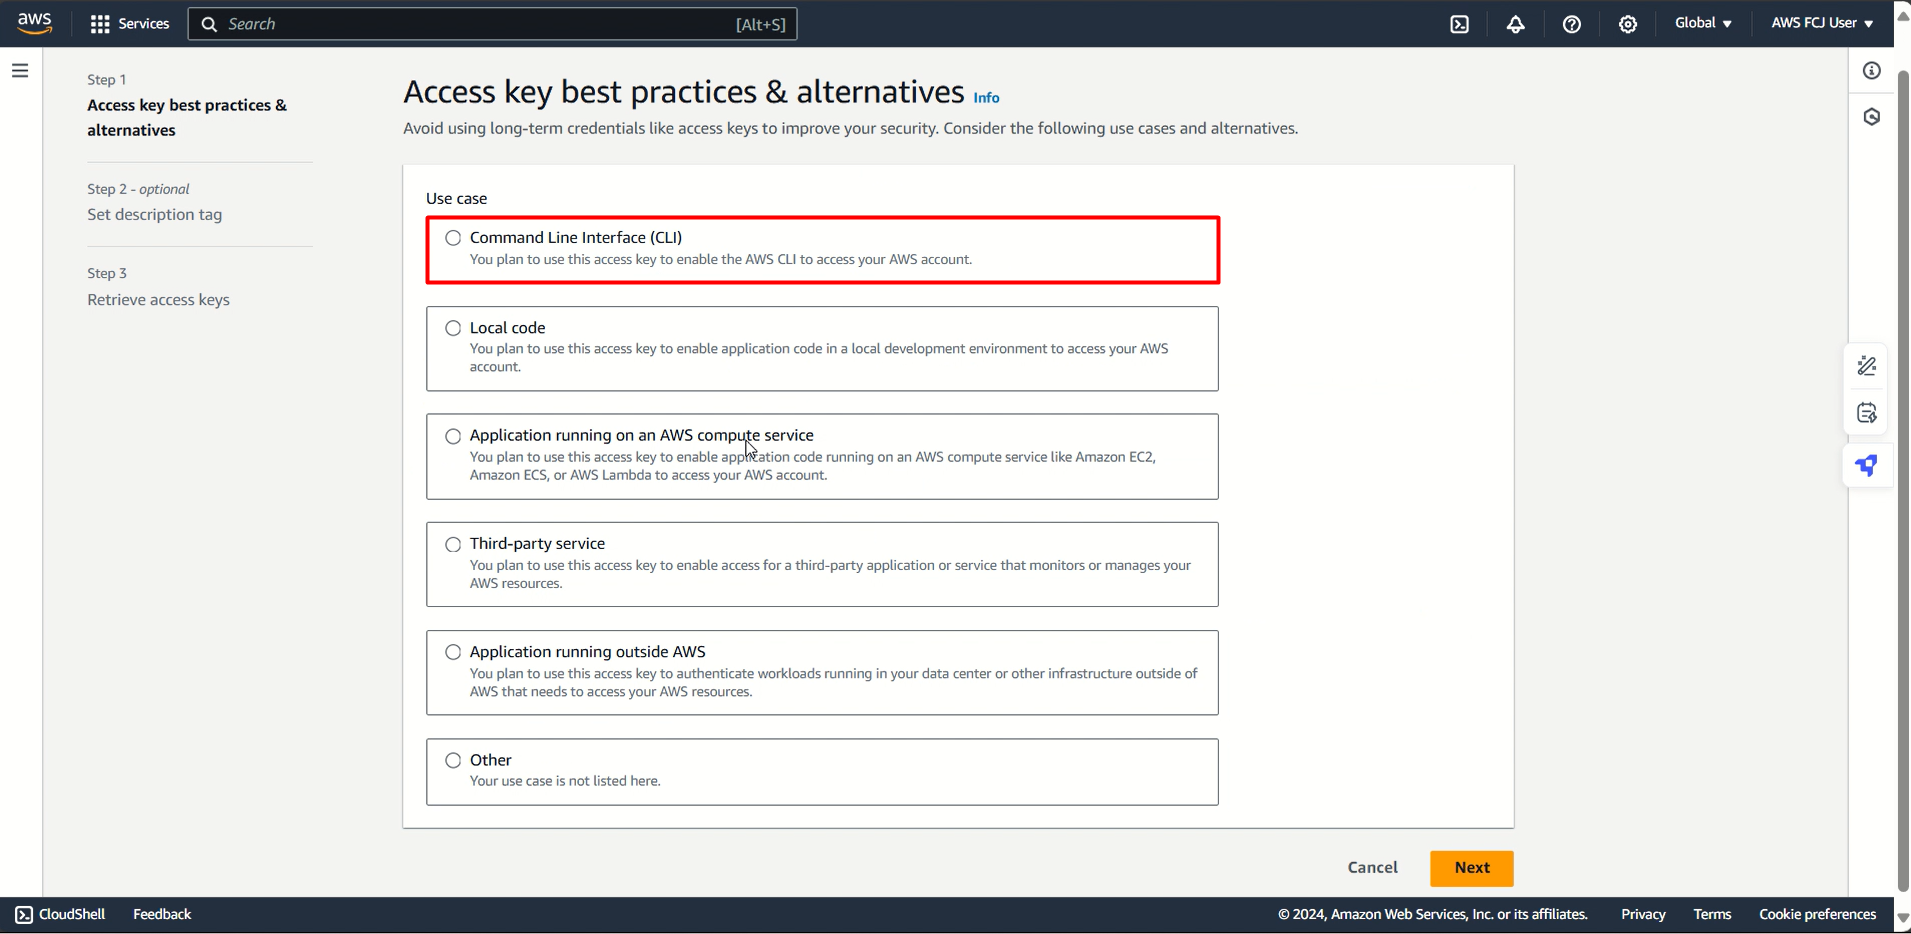 aws
Services
Search
[Alt+S]
Global
AWS FCJ User
Step 1
Access key best practices &
alternatives
Step 2 - optional
Set description tag
Step 3
Retrieve access keys
Access key best practices & alternatives Info
Avoid using long-term credentials like access keys to improve your security. Consider the following use cases and alternatives.
Use case
Command Line Interface (CLI)
You plan to use this access key to enable the AWS CLI to access your AWS account.
Local code
You plan to use this access key to enable application code in a local development environment to access your AWS
account.
Application running on an AWS compute service
You plan to use this access key to enable application code running on an AWS compute service like Amazon EC2,
Amazon ECS, or AWS Lambda to access your AWS account.
Third-party service
You plan to use this access key to enable access for a third-party application or service that monitors or manages your
AWS resources.
Application running outside AWS
You plan to use this access key to authenticate workloads running in your data center or other infrastructure outside of
AWS that needs to access your AWS resources.
Other
Your use case is not listed here.
Cancel
Next
CloudShell
Feedback
© 2024, Amazon Web Services, Inc. or its affiliates.
Privacy
Terms
Cookie preferences